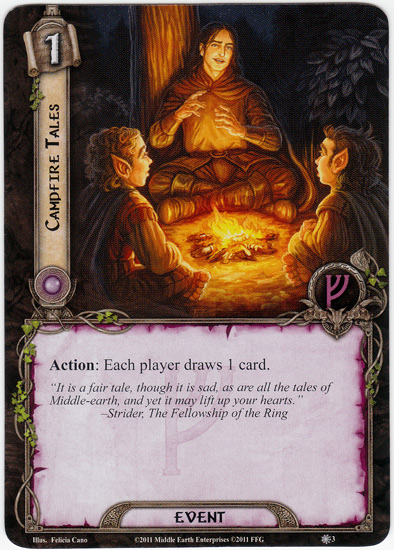 1
CAMPFIRE TALES
Action: Each player draws 1 card.
“It is a fair tale, though it is sad, as are all the tales of
Middle-earth, and yet it may lift up your hearts.”
–Strider, The Fellowship of the Ring
EVENT
Illus. Felicia Cano ©2011 Middle Earth Enterprises ©2011 FFG 3